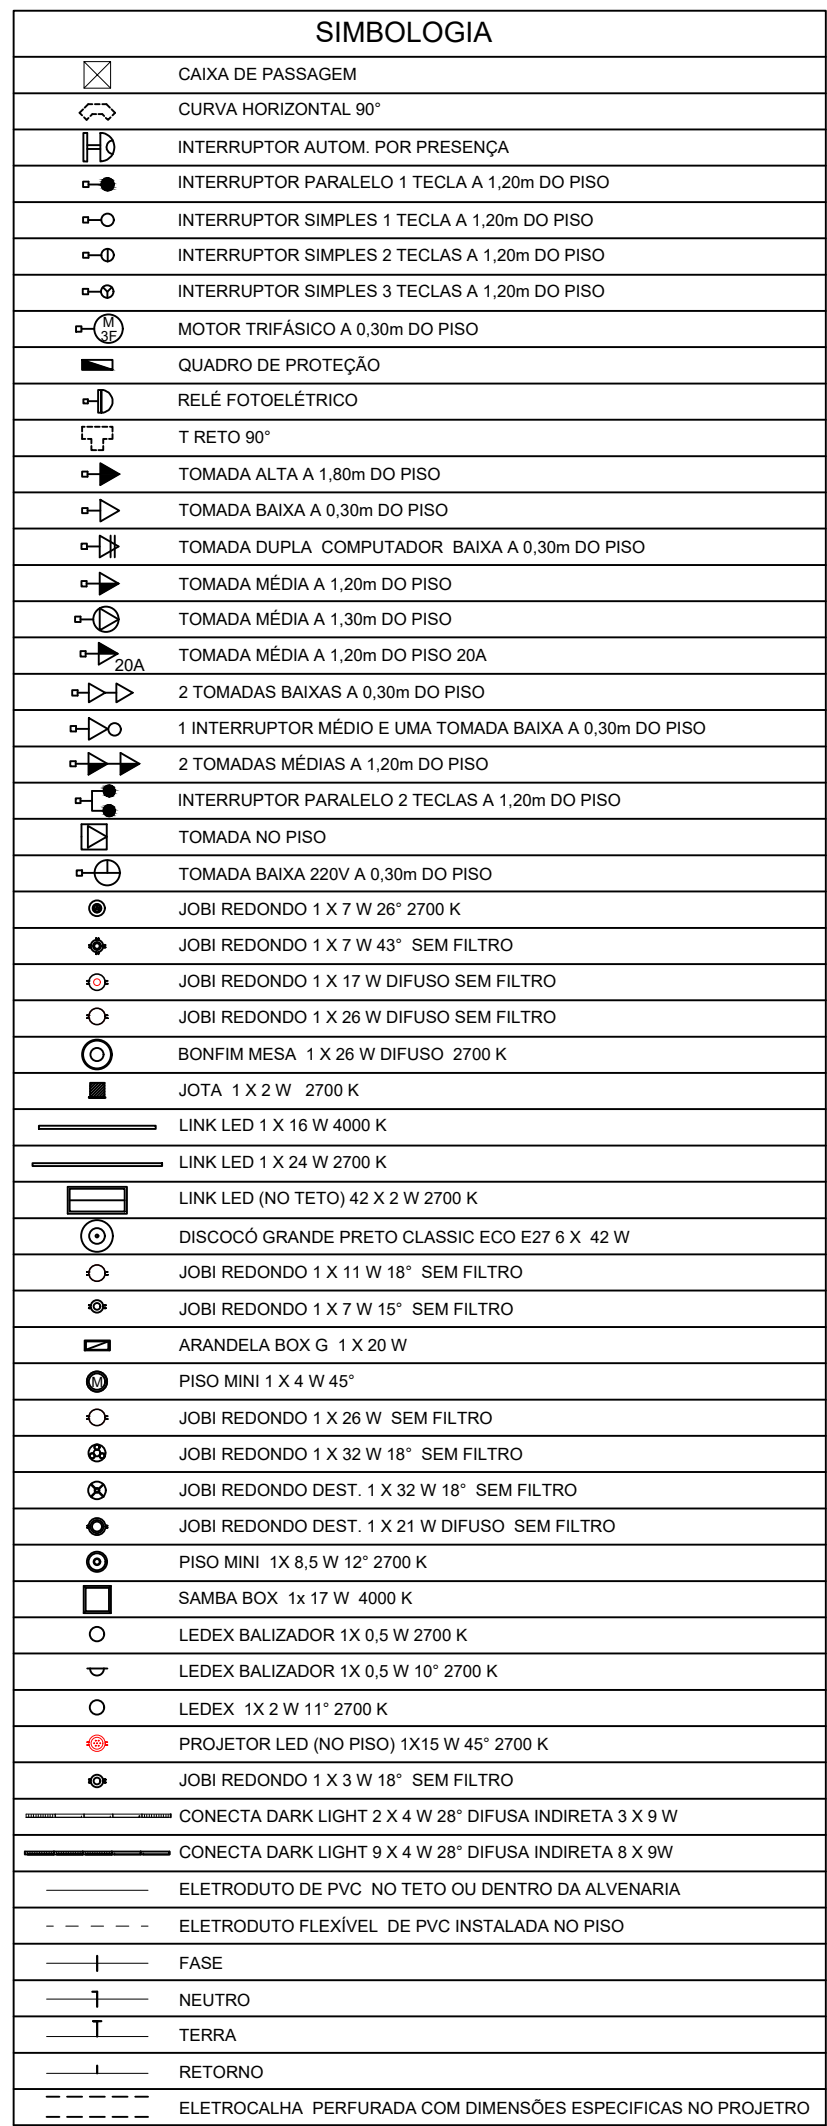 SIMBOLOGIA
CAIXA DE PASSAGEM
CURVA HORIZONTAL 90°
INTERRUPTOR AUTOM. POR PRESENÇA
INTERRUPTOR PARALELO 1 TECLA A 1,20m DO PISO
INTERRUPTOR SIMPLES 1 TECLA A 1,20m DO PISO
INTERRUPTOR SIMPLES 2 TECLAS A 1,20m DO PISO
INTERRUPTOR SIMPLES 3 TECLAS A 1,20m DO PISO
M
3F
MOTOR TRIFÁSICO A 0,30m DO PISO
QUADRO DE PROTEÇÃO
RELÉ FOTOELÉTRICO
T RETO 90°
TOMADA ALTA A 1,80m DO PISO
TOMADA BAIXA A 0,30m DO PISO
TOMADA DUPLA COMPUTADOR BAIXA A 0,30m DO PISO
TOMADA MÉDIA A 1,20m DO PISO
TOMADA MÉDIA A 1,30m DO PISO
20A TOMADA MÉDIA A 1,20m DO PISO 20A
2 TOMADAS BAIXAS A 0,30m DO PISO
1 INTERRUPTOR MÉDIO E UMA TOMADA BAIXA A 0,30m DO PISO
2 TOMADAS MÉDIAS A 1,20m DO PISO
INTERRUPTOR PARALELO 2 TECLAS A 1,20m DO PISO
TOMADA NO PISO
TOMADA BAIXA 220V A 0,30m DO PISO
JOBI REDONDO 1 X 7 W 26° 2700 K
JOBI REDONDO 1 X 7 W 43° SEM FILTRO
JOBI REDONDO 1 X 17 W DIFUSO SEM FILTRO
JOBI REDONDO 1 X 26 W DIFUSO SEM FILTRO
BONFIM MESA 1 X 26 W DIFUSO 2700 K
JOTA 1 X 2 W 2700 K
LINK LED 1 X 16 W 4000 K
LINK LED 1 X 24 W 2700 K
LINK LED (NO TETO) 42 X 2 W 2700 K
DISCOCÓ GRANDE PRETO CLASSIC ECO E27 6 X 42 W
JOBI REDONDO 1 X 11 W 18° SEM FILTRO
JOBI REDONDO 1 X 7 W 15° SEM FILTRO
ARANDELA BOX G 1 X 20 W
M PISO MINI 1 X 4 W 45°
JOBI REDONDO 1 X 26 W SEM FILTRO
JOBI REDONDO 1 X 32 W 18° SEM FILTRO
JOBI REDONDO DEST. 1 X 32 W 18° SEM FILTRO
JOBI REDONDO DEST. 1 X 21 W DIFUSO SEM FILTRO
PISO MINI 1X 8,5 W 12° 2700 K
SAMBA BOX 1x 17 W 4000 K
LEDEX BALIZADOR 1X 0,5 W 2700 K
LEDEX BALIZADOR 1X 0,5 W 10° 2700 K
LEDEX 1X 2 W 11° 2700 K
PROJETOR LED (NO PISO) 1X15 W 45° 2700 K
JOBI REDONDO 1 X 3 W 18° SEM FILTRO
CONECTA DARK LIGHT 2 X 4 W 28° DIFUSA INDIRETA 3 X 9 W
CONECTA DARK LIGHT 9 X 4 W 28° DIFUSA INDIRETA 8 X 9W
ELETRODUTO DE PVC NO TETO OU DENTRO DA ALVENARIA
ELETRODUTO FLEXÍVEL DE PVC INSTALADA NO PISO
FASE
NEUTRO
TERRA
RETORNO
ELETROCALHA PERFURADA COM DIMENSÕES ESPECIFICAS NO PROJETRO